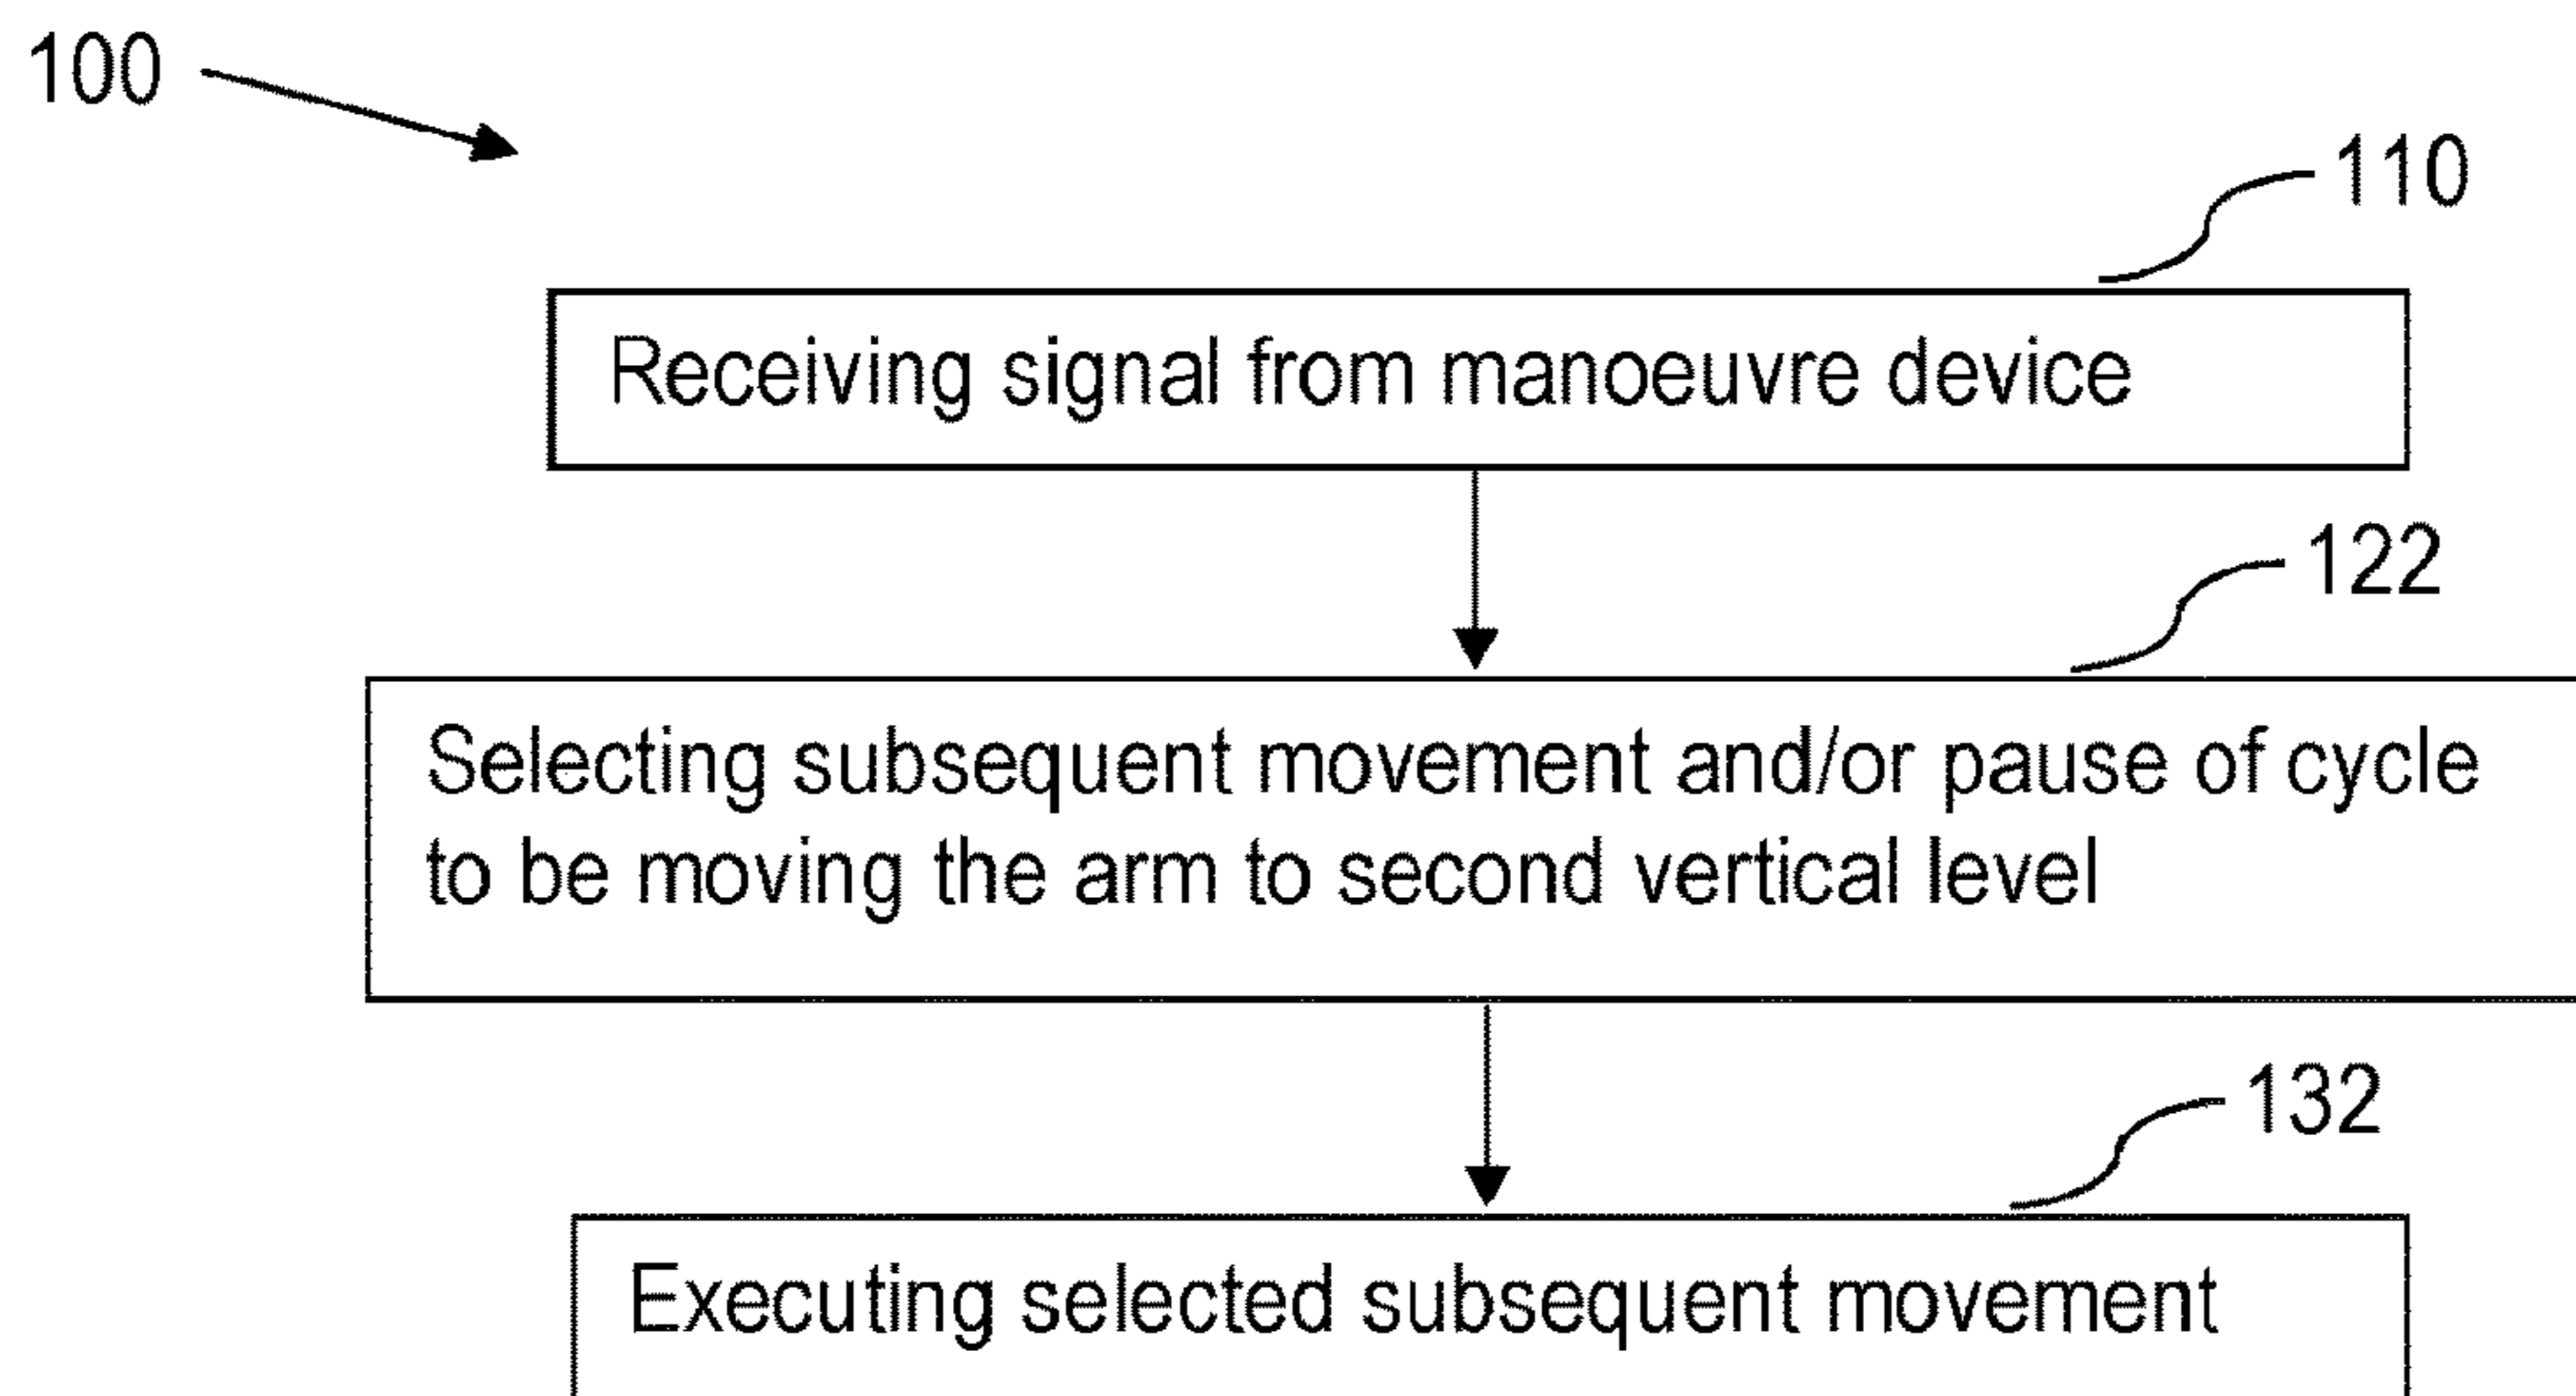 100
110
Receiving signal from manoeuvre device
122
Selecting subsequent movement and/or pause of cycle
to be moving the arm to second vertical level
132
Executing selected subsequent movement